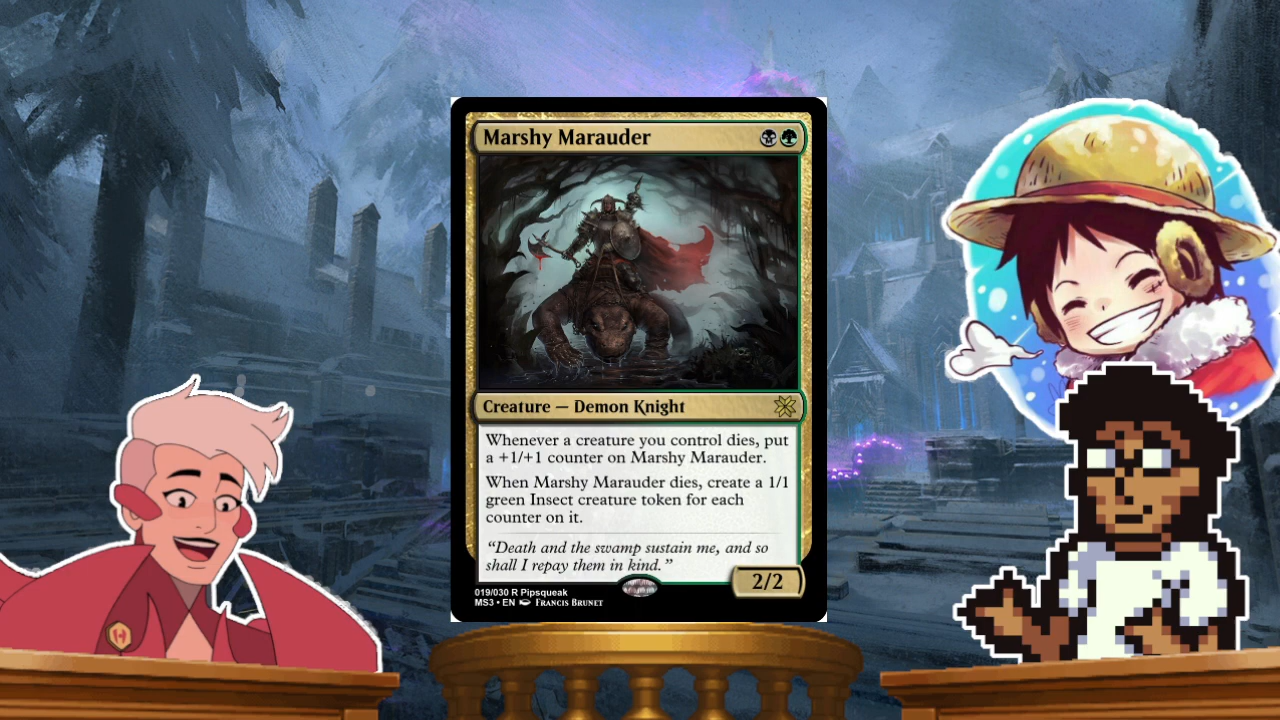 Marshy Marauder
Creature — Demon Knight
Whenever a creature you control dies, put
a +1/+1 counter on Marshy Marauder.
When Marshy Marauder dies, create a 1/1
green Insect creature token for each
counter on it.
“Death and the swamp sustain me, and so
shall I repay them in kind.”
2/2
019/030 R Pipsqueak
MS3 • EN Francis Brunet